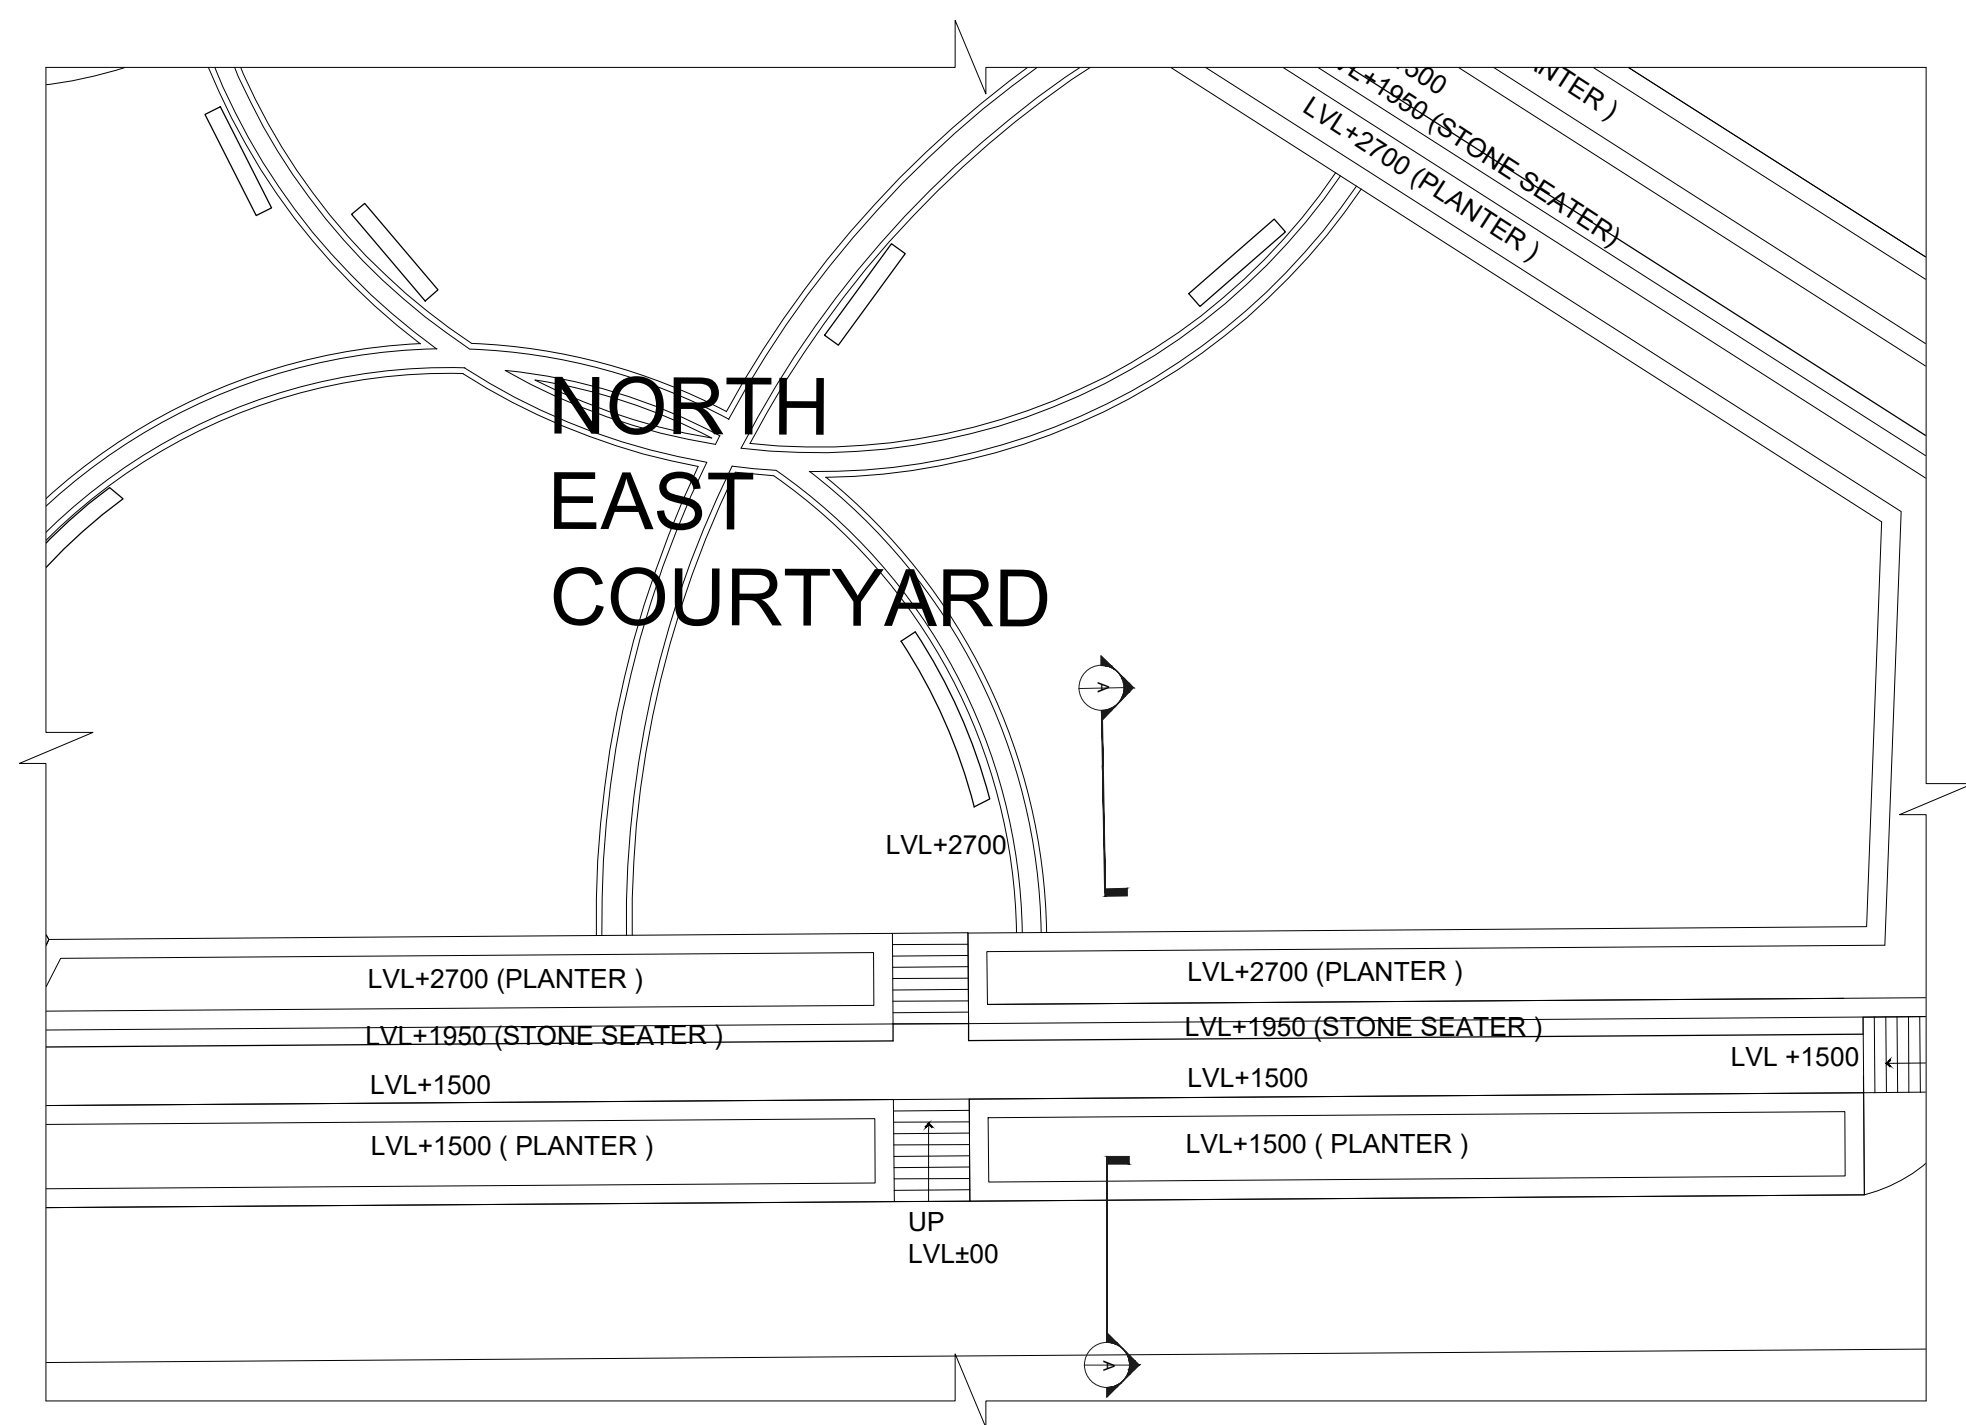 500
LVL+1950 (STONE SEATER)
LVL+2700 (PLANTER )
NORTH
EAST
COURTYARD
A
LVL+2700
LVL+2700 (PLANTER )
LVL+2700 (PLANTER )
LVL+1950 (STONE SEATER )
LVL+1950 (STONE SEATER )
LVL+1500
LVL+1500
LVL +1500
LVL+1500 ( PLANTER )
LVL+1500 ( PLANTER )
UP
LVL±00
A